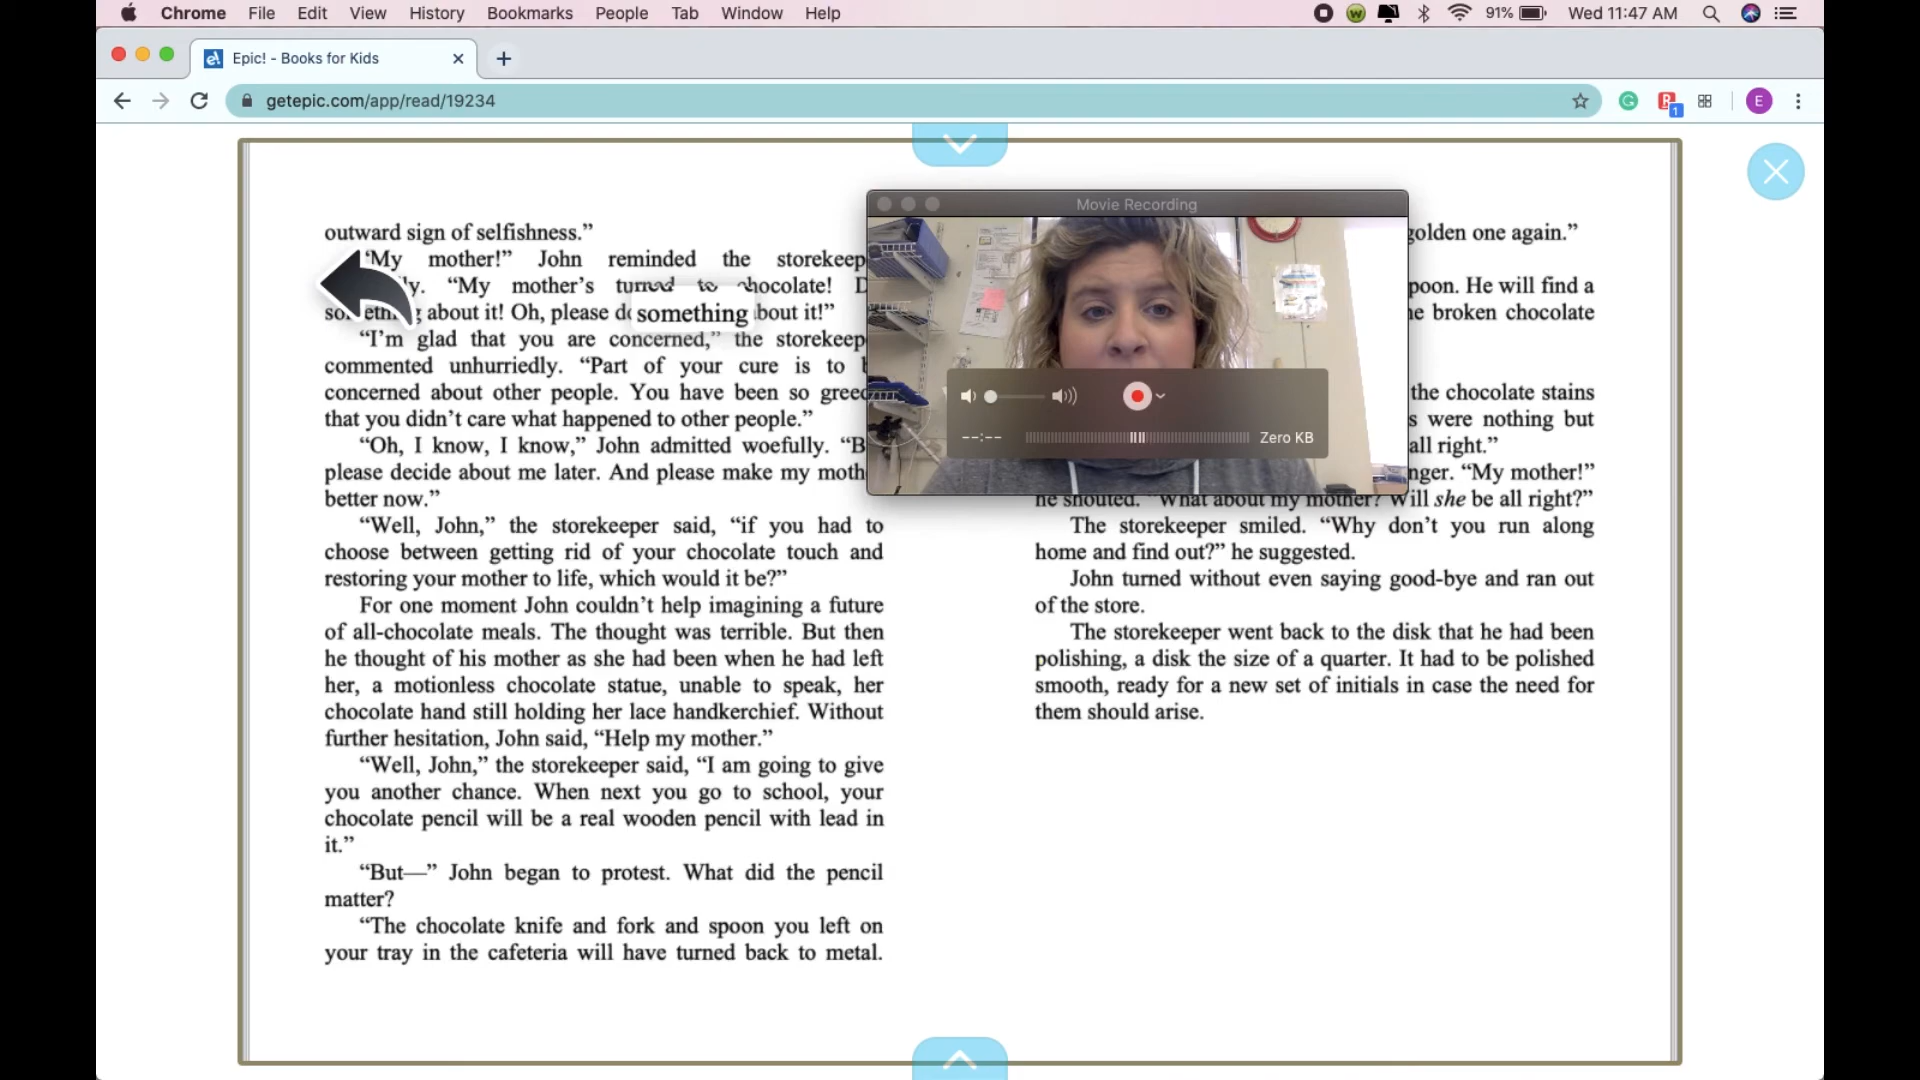 Chrome File Edit View History Bookmarks People Tab Window Help 91% Wed 11:47 AM
Epic! - Books for Kids
getepic.com/app/read/19234
E
1
Movie Recording
Zero KB
--:--
outward sign of selfishness.”
“My mother!” John reminded the
“My mother’s turned to chocolate!
about it! Oh, please do something about it!”
“I’m glad that you are concerned,” the
commented unhurriedly. “Part of your cure is to
concerned about other people. You have been so
that you didn’t care what happened to other people.”
“Oh, I know, I know,” John admitted woefully.
please decide about me later. And please make my
better now.”
“Well, John,” the storekeeper said, “if you had to
choose between getting rid of your chocolate touch and
restoring your mother to life, which would it be?”
For one moment John couldn’t help imagining a future
of all-chocolate meals. The thought was terrible. But then
he thought of his mother as she had been when he had left
her, a motionless chocolate statue, unable to speak, her
chocolate hand still holding her lace handkerchief. Without
further hesitation, John said, “Help my mother.”
“Well, John,” the storekeeper said, “I am going to give
you another chance. When next you go to school, your
chocolate pencil will be a real wooden pencil with lead in
it.”
“But—” John began to protest. What did the pencil
matter?
“The chocolate knife and fork and spoon you left on
your tray in the cafeteria will have turned back to metal.
golden one again.”
spoon. He will find a
broken chocolate
the chocolate stains
were nothing but
all right.”
“My mother!”
he shouted. “What about my mother? Will she be all right?”
The storekeeper smiled. “Why don’t you run along
home and find out?” he suggested.
John turned without even saying good-bye and ran out
of the store.
The storekeeper went back to the disk that he had been
polishing, a disk the size of a quarter. It had to be polished
smooth, ready for a new set of initials in case the need for
them should arise.